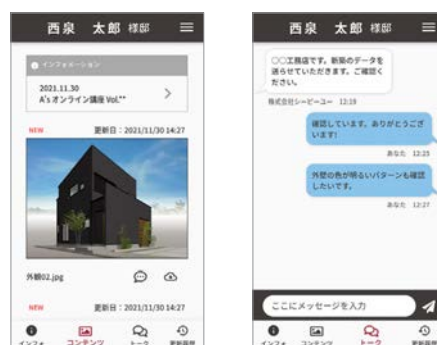 西泉 太郎 様邸
インフォメーション
2021.11.30
A's オンライン講座 Vol.**
NEW 更新日：2021/11/30 14:27
外観02.jpg
NEW 更新日：2021/11/30 14:27
インフォ コンテンツ トーク 更新履歴
西泉 太郎 様邸
○○工務店です。新築のデータを
送らせていただきます。ご確認く
ださい。
株式会社シーピーユー 12:19
確認しています。ありがとうござ
います!
あなた 12:25
外壁の色が明るいパターンも確認
したいです。
あなた 12:27
ここにメッセージを入力
インフォ コンテンツ トーク 更新履歴